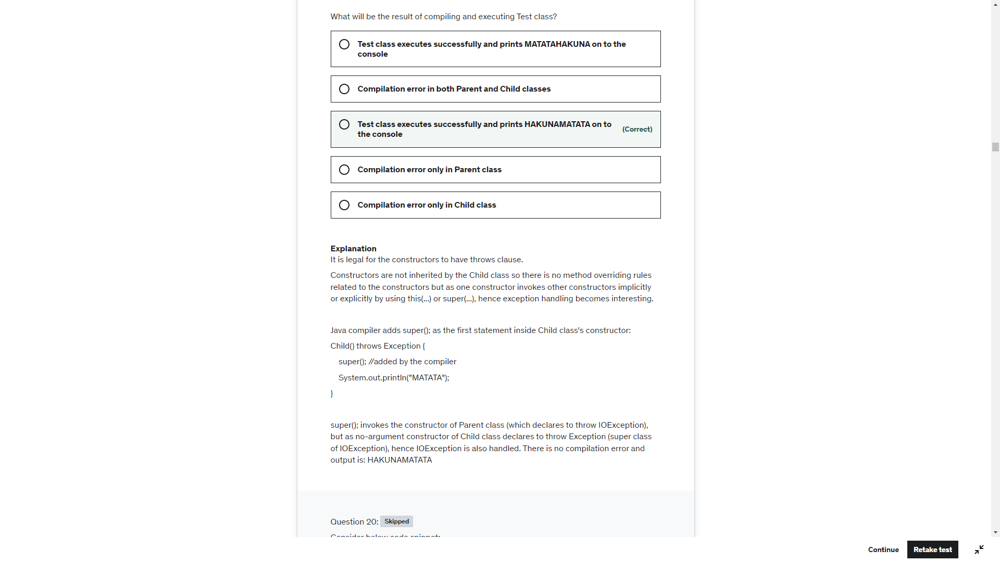 What will be the result of compiling and executing Test class?
Test class executes successfully and prints MATATAHAKUNA on to the
console
Compilation error in both Parent and Child classes
Test class executes successfully and prints HAKUNAMATATA on to
the console
(Correct)
Compilation error only in Parent class
Compilation error only in Child class
Explanation
It is legal for the constructors to have throws clause.
Constructors are not inherited by the Child class so there is no method overriding rules
related to the constructors but as one constructor invokes other constructors implicitly
or explicitly by using this(...) or super(...), hence exception handling becomes interesting.
Java compiler adds super(); as the first statement inside Child class's constructor:
Child() throws Exception {
super(); //added by the compiler
System.out.println("MATATA");
}
super(); invokes the constructor of Parent class (which declares to throw IOException),
but as no-argument constructor of Child class declares to throw Exception (super class
of IOException), hence IOException is also handled. There is no compilation error and
output is: HAKUNAMATATA
Question 20: Skipped
Consider below code snippet:
Continue
Retake test